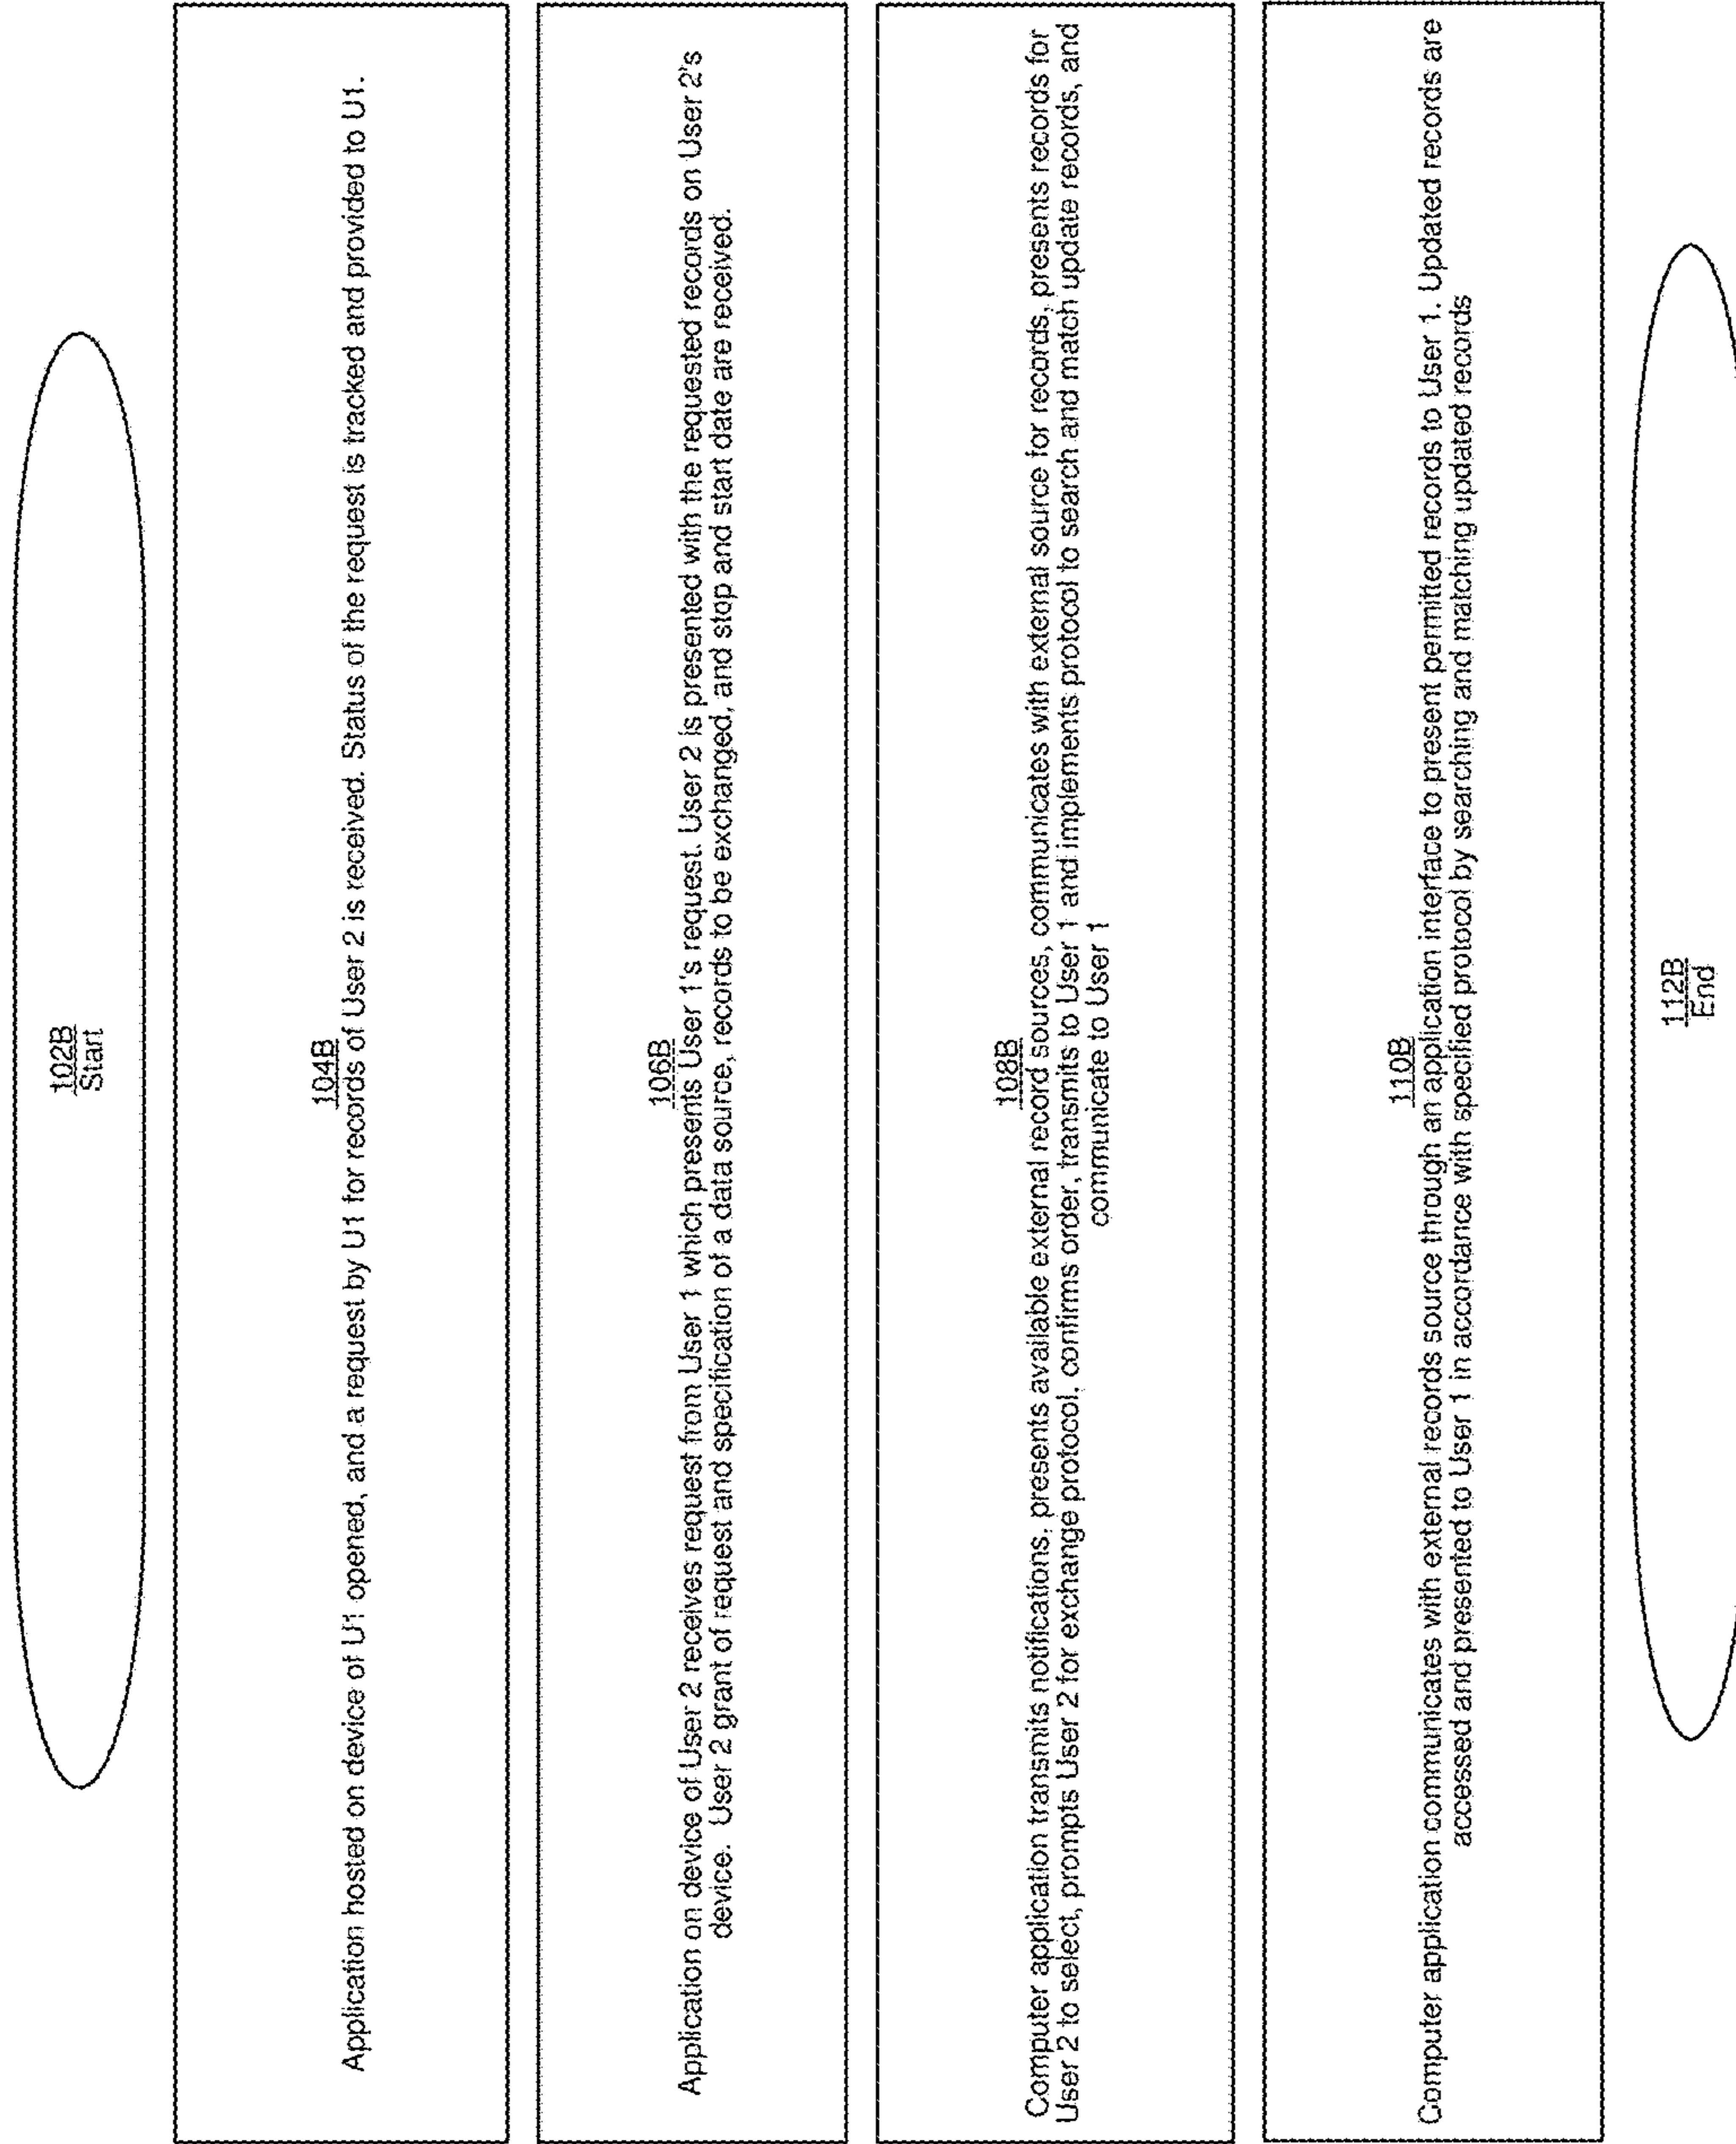 102B
Start
104B
Application hosted on device of U1 opened, and a request by U1 for records of User 2 is received. Status of the request is tracked and provided to U1.
106B
Application on device of User 2 receives request from User 1 which presents User 1's request. User 2 is presented with the requested records on User 2's
device. User 2 grant of request and specification of a data source, records to be exchanged, and stop and start date are received.
108B
Computer application transmits notifications, presents available external record sources, communicates with external source for records, presents records for
User 2 to select, prompts User 2 for exchange protocol, confirms order, transmits to User 1 and implements protocol to search and match update records, and
communicate to User 1
110B
Computer application communicates with external records source through an application interface to present permitted records to User 1. Updated records are
accessed and presented to User 1 in accordance with specified protocol by searching and matching updated records
112B
End